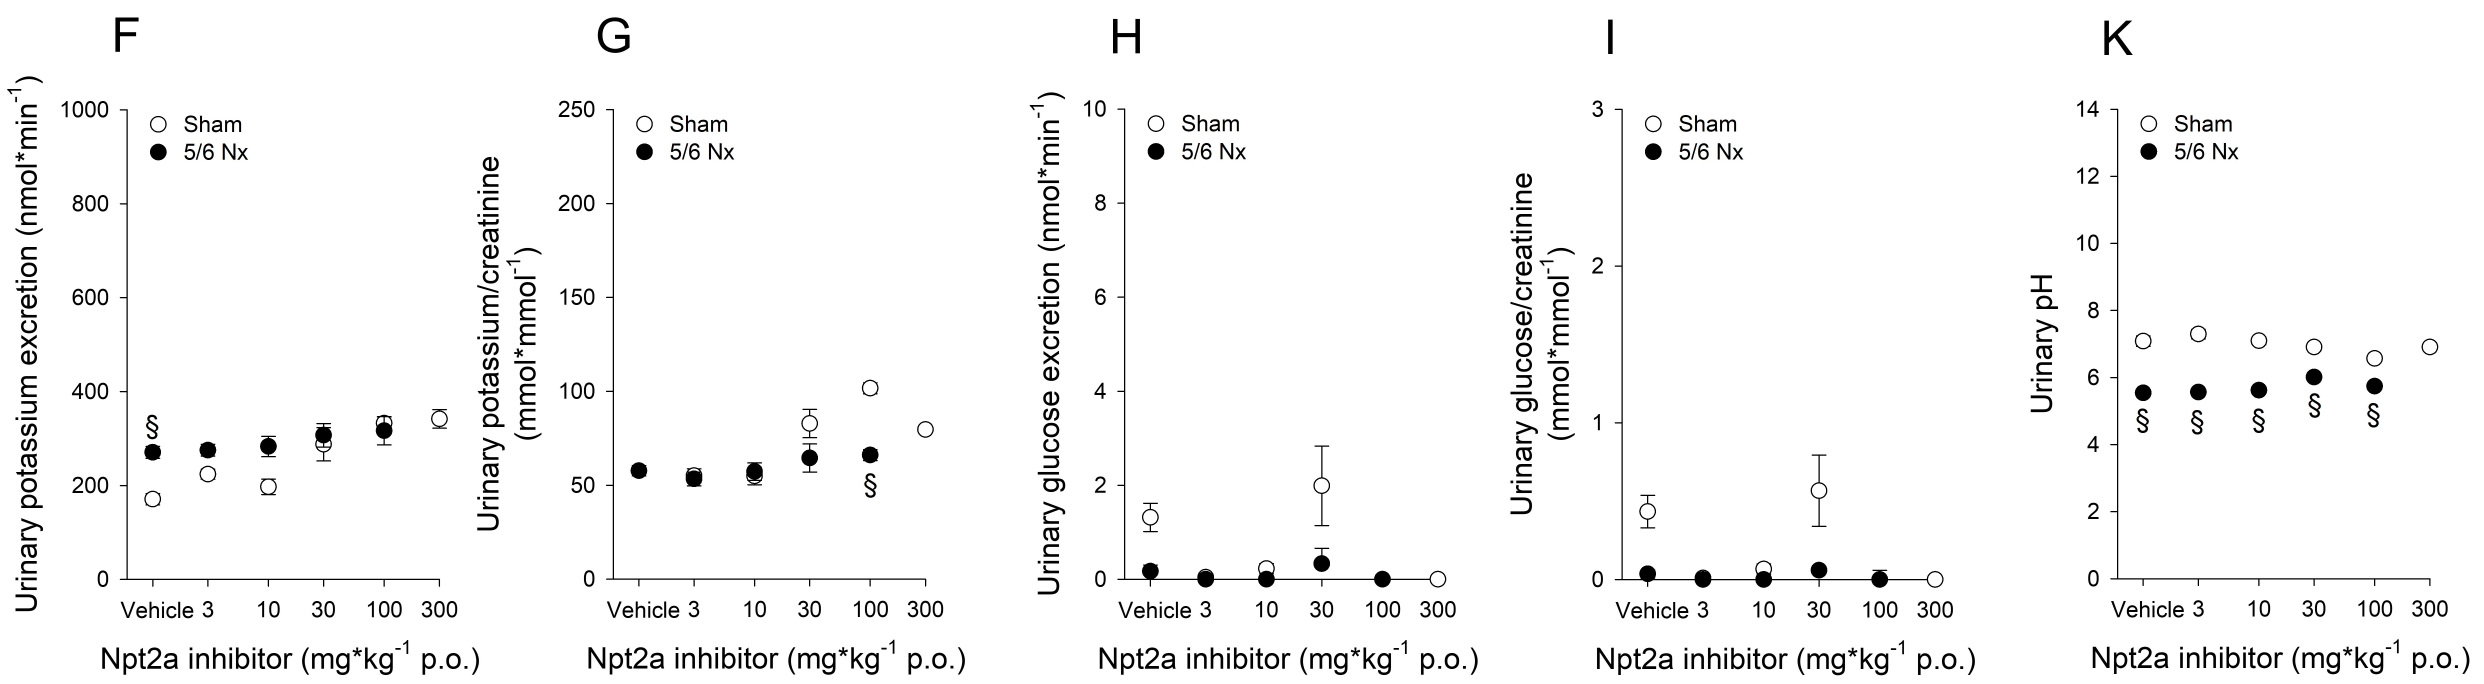 F
Urinary potassium excretion (nmol*min-1)
1000
800
600
400
200
0
Sham
5/6 Nx
§
Vehicle 3 10 30 100 300
Npt2a inhibitor (mg*kg-1 p.o.)
G
Urinary potassium/creatinine
(mmol*mmol-1)
250
200
150
100
50
0
Sham
5/6 Nx
§
Vehicle 3 10 30 100 300
Npt2a inhibitor (mg*kg-1 p.o.)
H
Urinary glucose excretion (nmol*min-1)
10
8
6
4
2
0
Sham
5/6 Nx
Vehicle 3 10 30 100 300
Npt2a inhibitor (mg*kg-1 p.o.)
I
Urinary glucose/creatinine
(mmol*mmol-1)
3
2
1
0
Sham
5/6 Nx
Vehicle 3 10 30 100 300
Npt2a inhibitor (mg*kg-1 p.o.)
K
Urinary pH
14
12
10
8
6
4
2
0
Sham
5/6 Nx
§ § § § §
Vehicle 3 10 30 100 300
Npt2a inhibitor (mg*kg-1 p.o.)